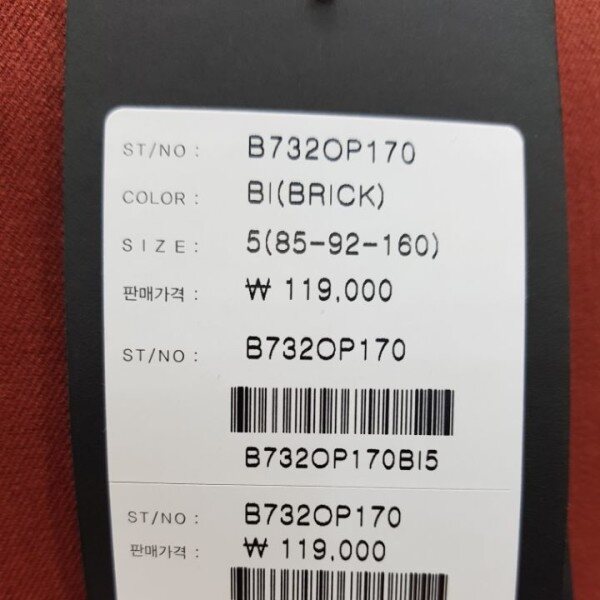 ST/NO : B732OP170
COLOR : BI(BRICK)
SIZE : 5(85-92-160)
판매가격 : ₩ 119,000
ST/NO : B732OP170
B732OP170BI5
ST/NO : B732OP170
판매가격 : ₩ 119,000